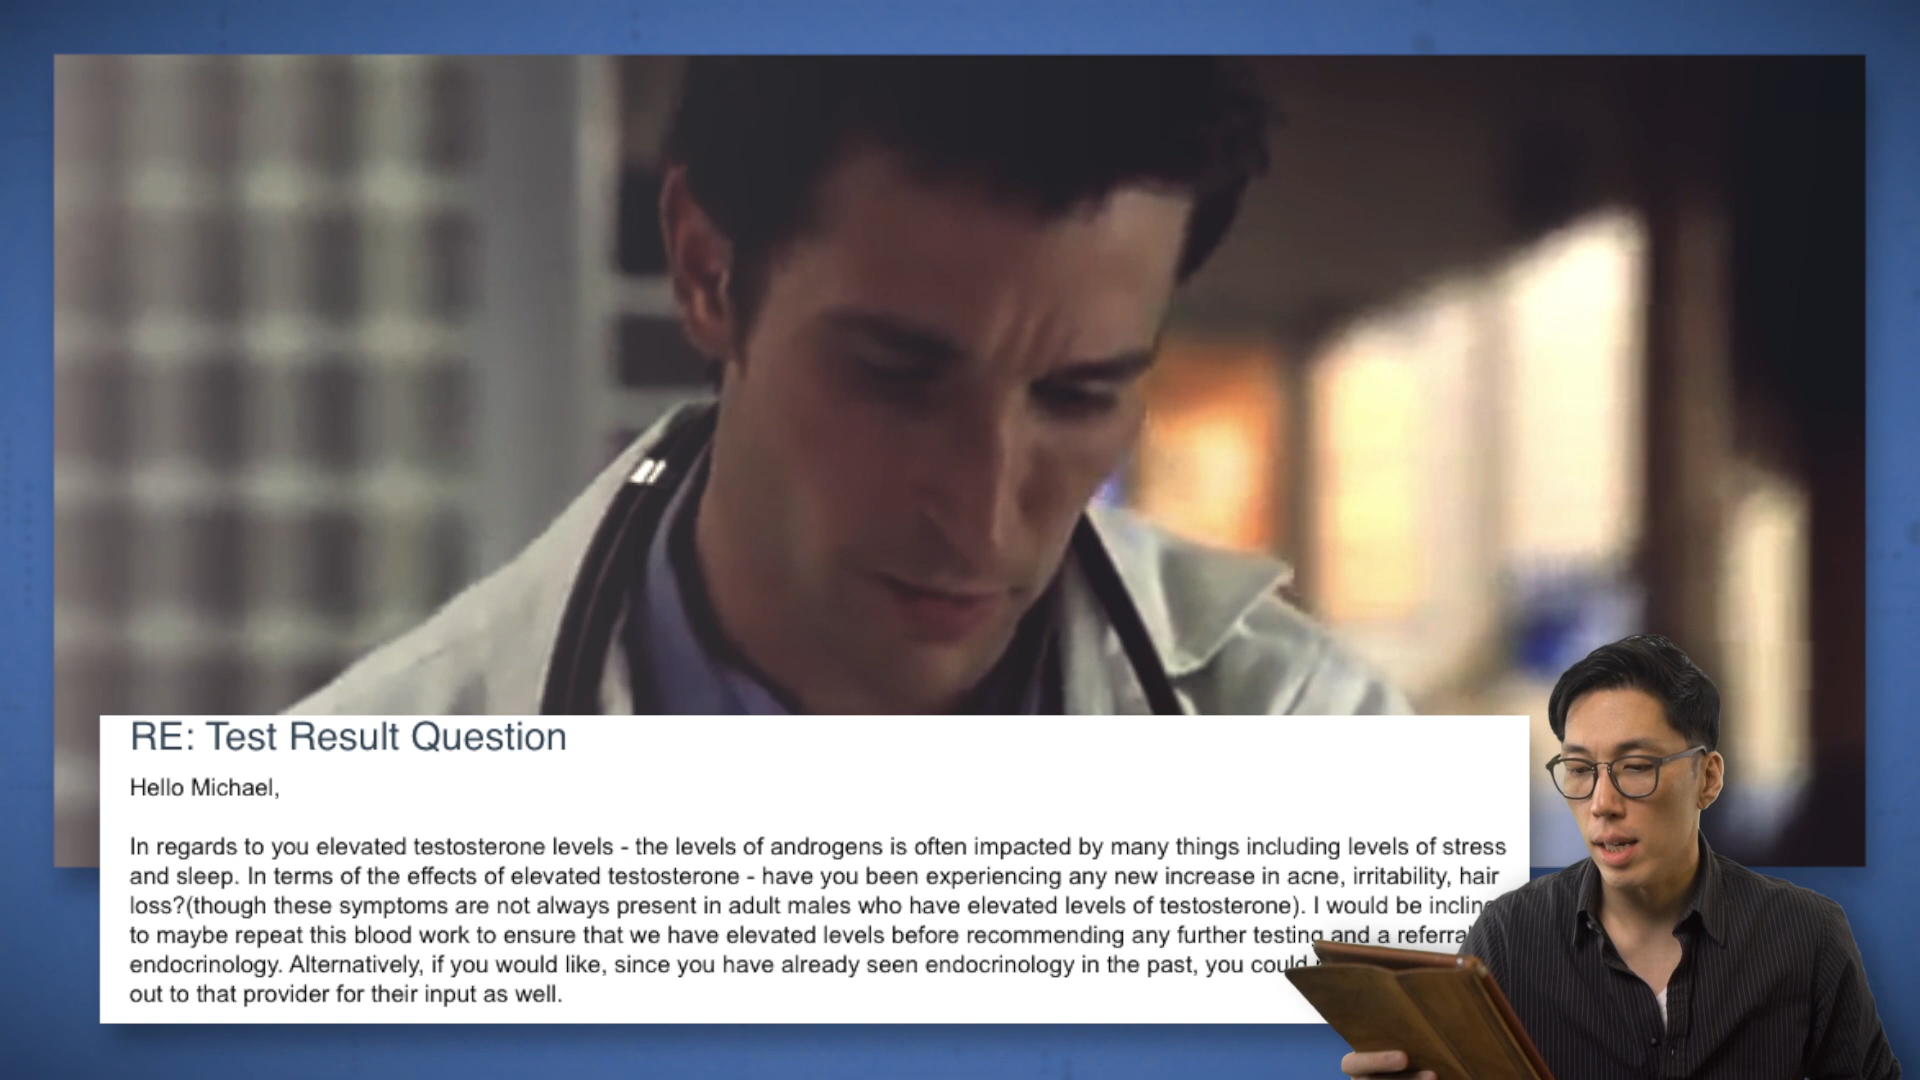 RE: Test Result Question
Hello Michael,
In regards to you elevated testosterone levels - the levels of androgens is often impacted by many things including levels of stress
and sleep. In terms of the effects of elevated testosterone - have you been experiencing any new increase in acne, irritability, hair
loss?(though these symptoms are not always present in adult males who have elevated levels of testosterone). I would be
to maybe repeat this blood work to ensure that we have elevated levels before recommending any further testing and a
endocrinology. Alternatively, if you would like, since you have already seen endocrinology in the past, you could
out to that provider for their input as well.